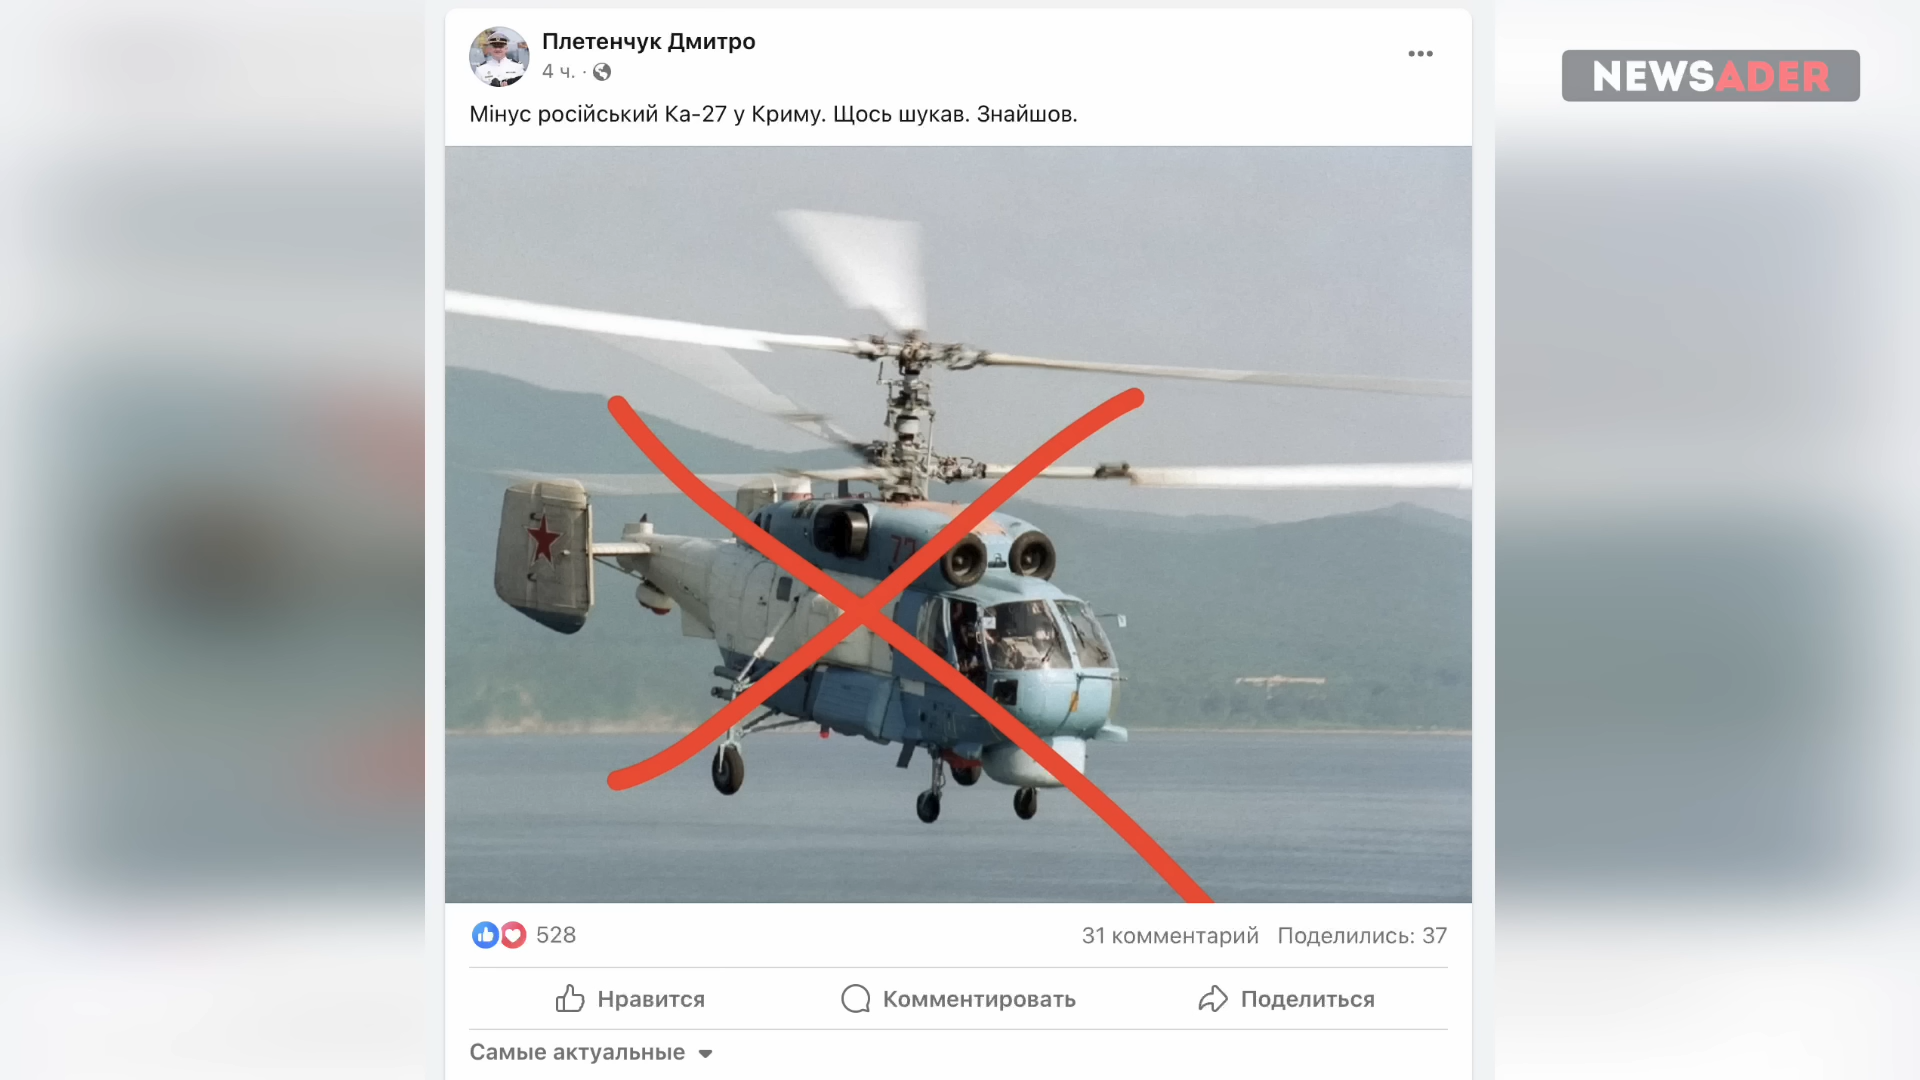 Плетенчук Дмитро
4 ч. ·
NEWSADER
Мінус російський Ка-27 у Криму. Щось шукав. Знайшов.
528
31 комментарий Поделились: 37
Нравится Комментировать Поделиться
Самые актуальные